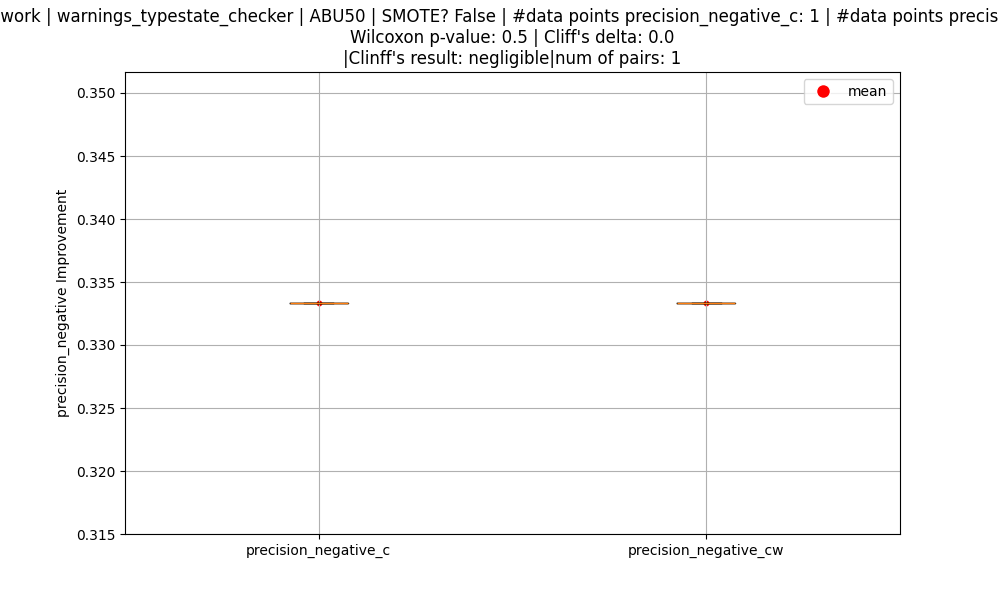 work | warnings_typestate_checker | ABU50 | SMOTE? False | #data points precision_negative_c: 1 | #data points precis
Wilcoxon p-value: 0.5 | Cliff's delta: 0.0
|Clinff's result: negligible|num of pairs: 1
mean
0.350
0.345
0.340
0.335
0.330
0.325
0.320
0.315
precision_negative Improvement
precision_negative_c
precision_negative_cw